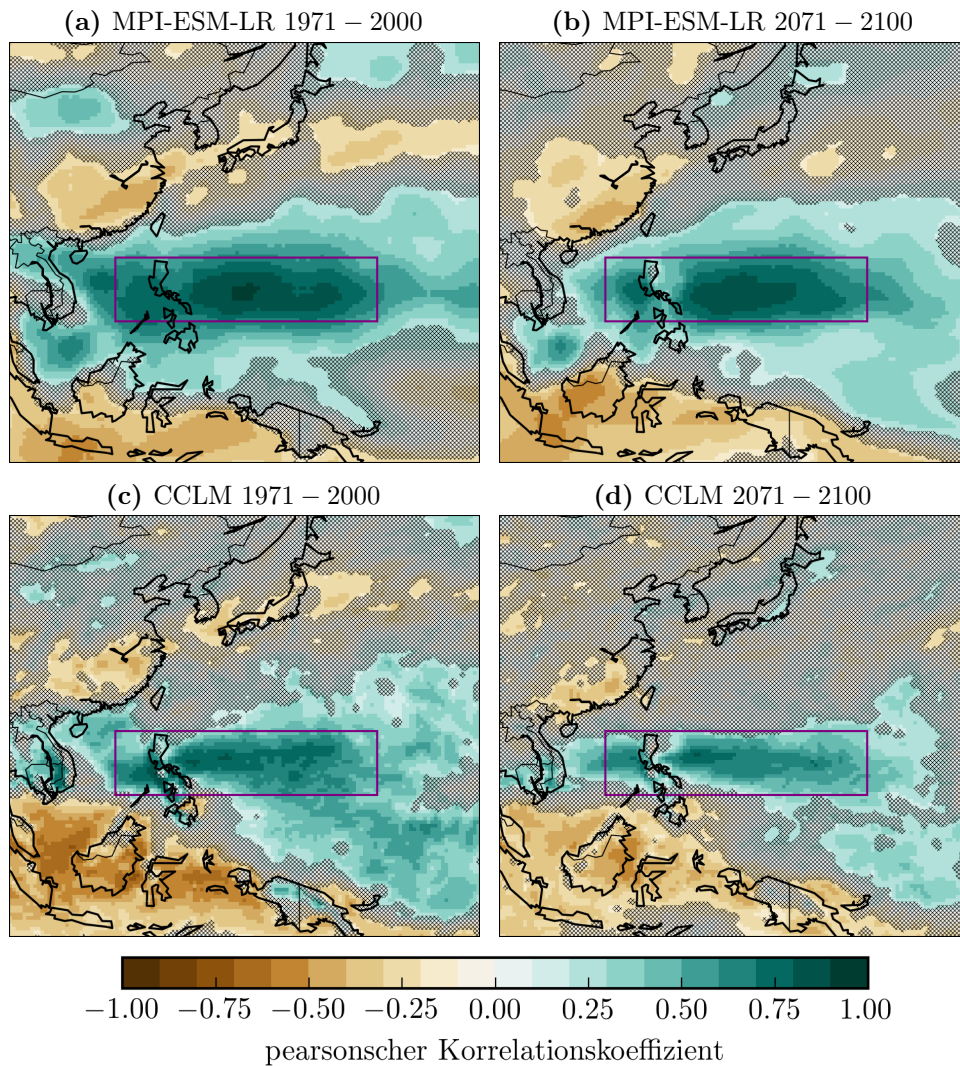 (a) MPI-ESM-LR 1971 – 2000
(b) MPI-ESM-LR 2071 – 2100
(c) CCLM 1971 – 2000
(d) CCLM 2071 – 2100
−1.00 −0.75 −0.50 −0.25 0.00 0.25 0.50 0.75 1.00
pearsonscher Korrelationskoeffizient